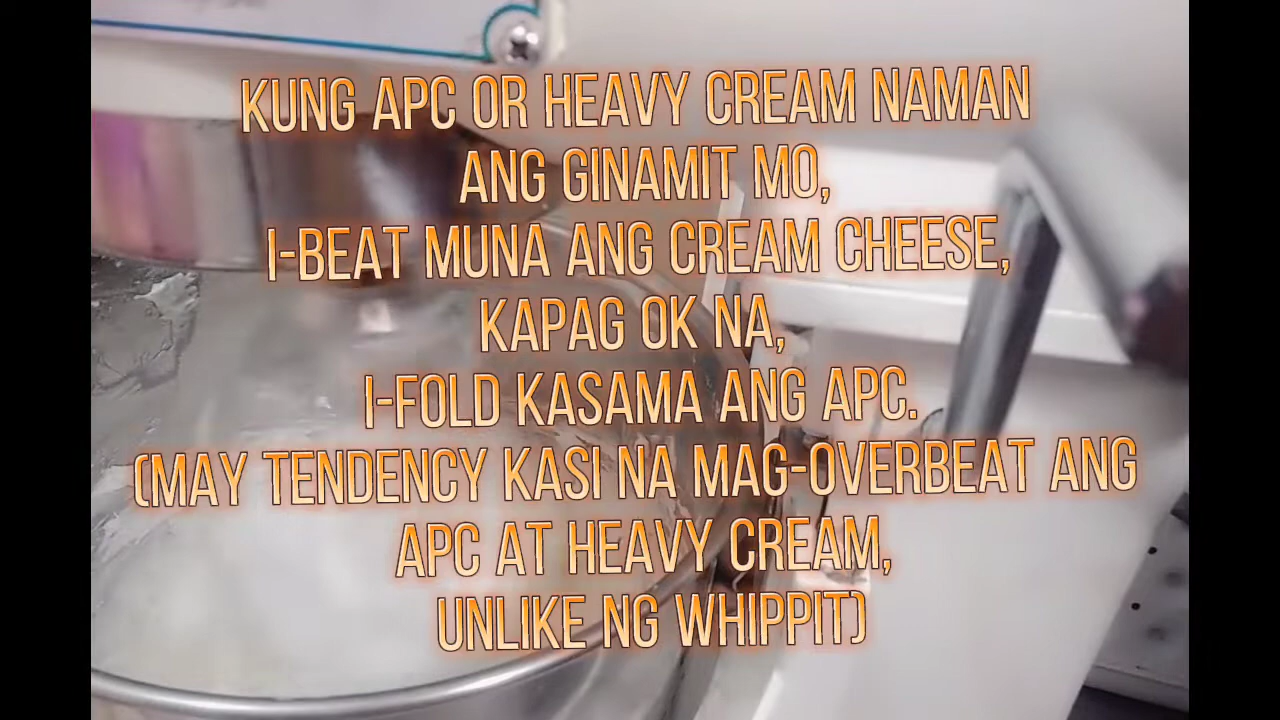 KUNG APC OR HEAVY CREAM NAMAN
ANG GINAMIT MO,
I-BEAT MUNA ANG CREAM CHEESE,
KAPAG OK NA,
I-FOLD KASAMA ANG APC.
(MAY TENDENCY KASI NA MAG-OVERBEAT ANG
APC AT HEAVY CREAM,
UNLIKE NG WHIPPIT)